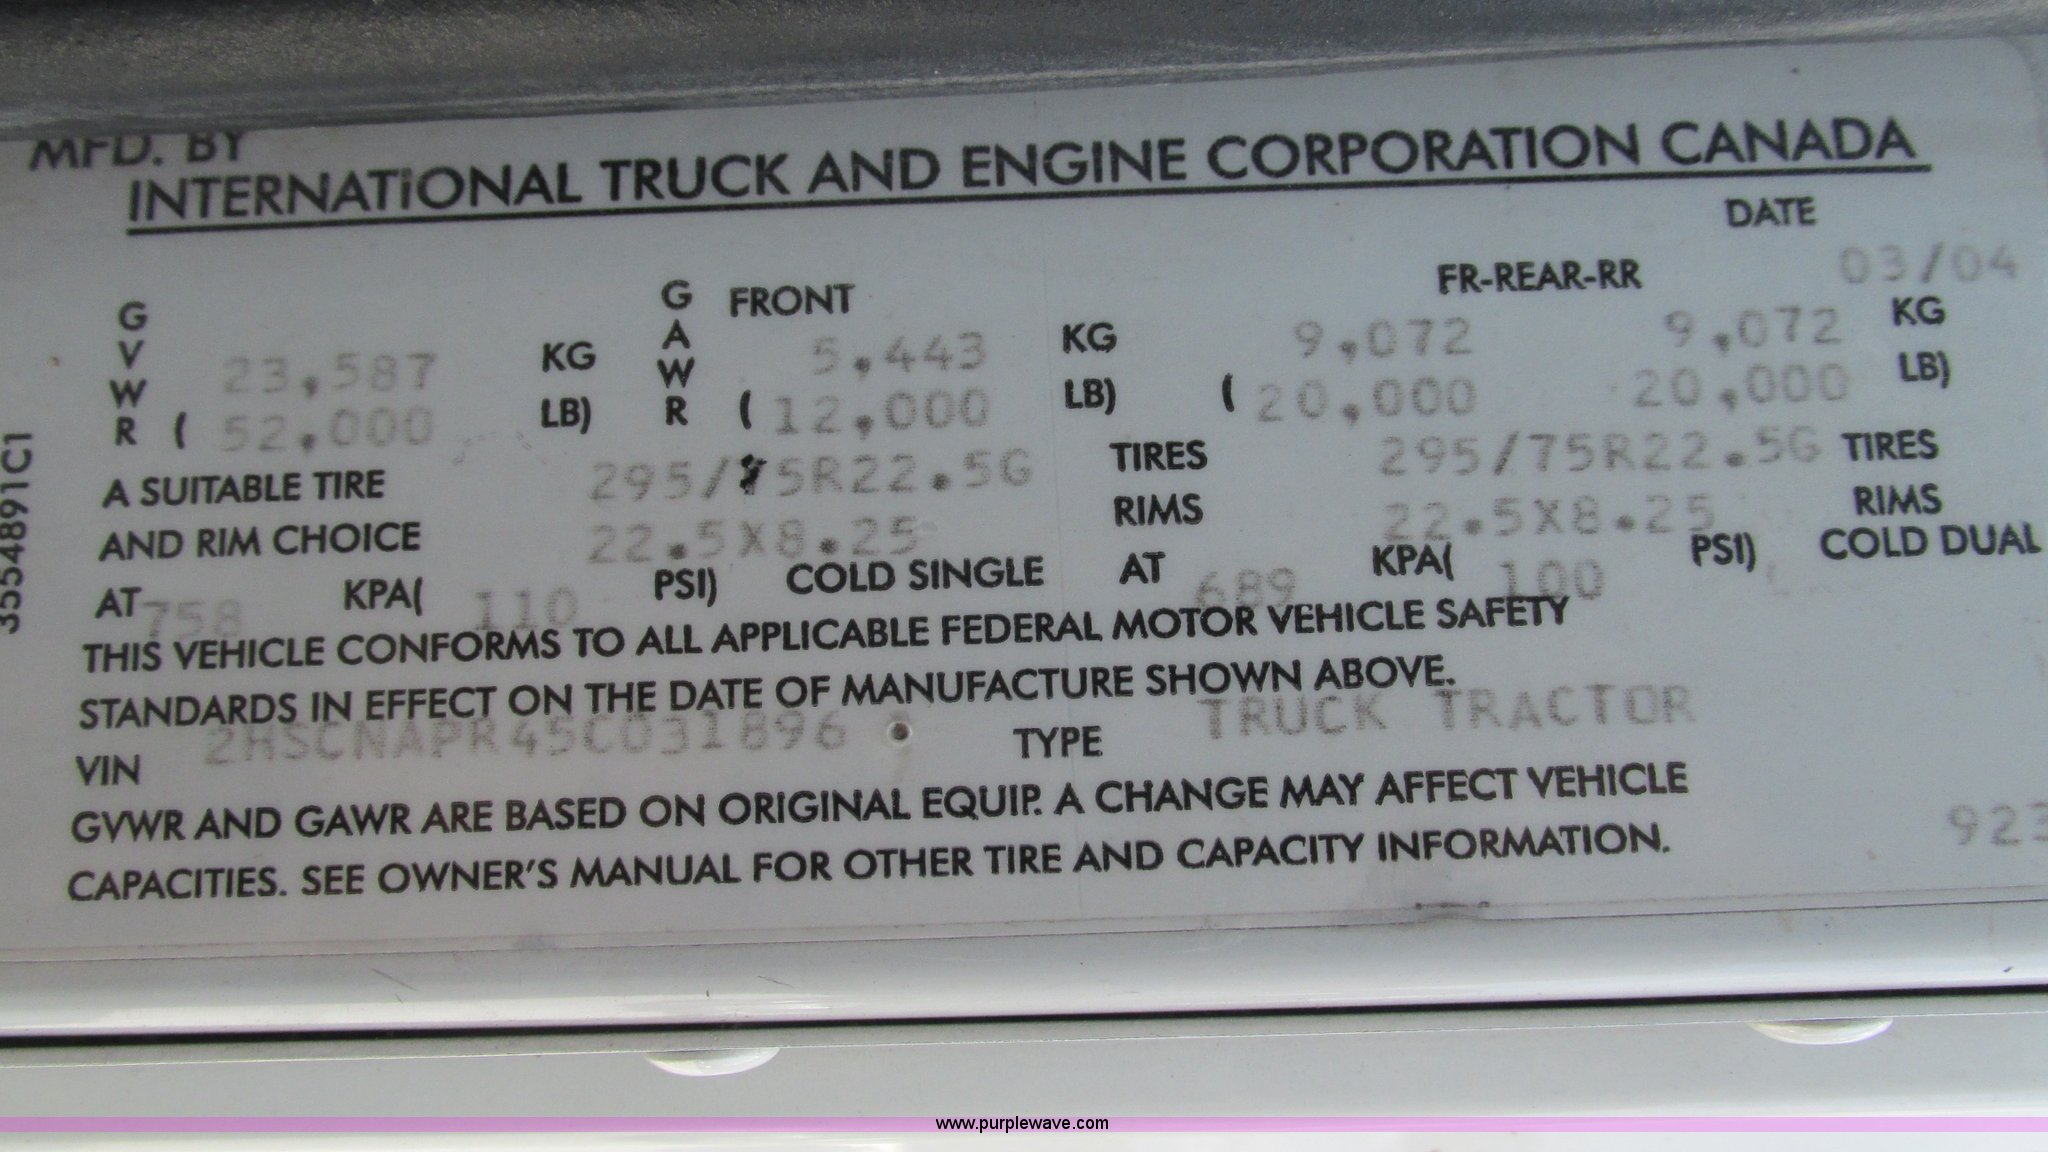 MFD. BY
INTERNATIONAL TRUCK AND ENGINE CORPORATION CANADA
DATE
03/04
GVWR 23,587 KG GAWR FRONT 5,443 KG FR-REAR-RR 9,072 9,072 KG
( 52,000 LB) ( 12,000 LB) ( 20,000 20,000 LB)
A SUITABLE TIRE 295/75R22.5G TIRES 295/75R22.5G TIRES
AND RIM CHOICE 22.5X8.25 RIMS 22.5X8.25 RIMS
AT 758 KPA( 110 PSI) COLD SINGLE AT 689 KPA( 100 PSI) COLD DUAL
THIS VEHICLE CONFORMS TO ALL APPLICABLE FEDERAL MOTOR VEHICLE SAFETY
STANDARDS IN EFFECT ON THE DATE OF MANUFACTURE SHOWN ABOVE.
VIN 2HSCNAPR45C031896 TYPE TRUCK TRACTOR
GVWR AND GAWR ARE BASED ON ORIGINAL EQUIP. A CHANGE MAY AFFECT VEHICLE
CAPACITIES. SEE OWNER'S MANUAL FOR OTHER TIRE AND CAPACITY INFORMATION.
923
3554891C1
www.purplewave.com